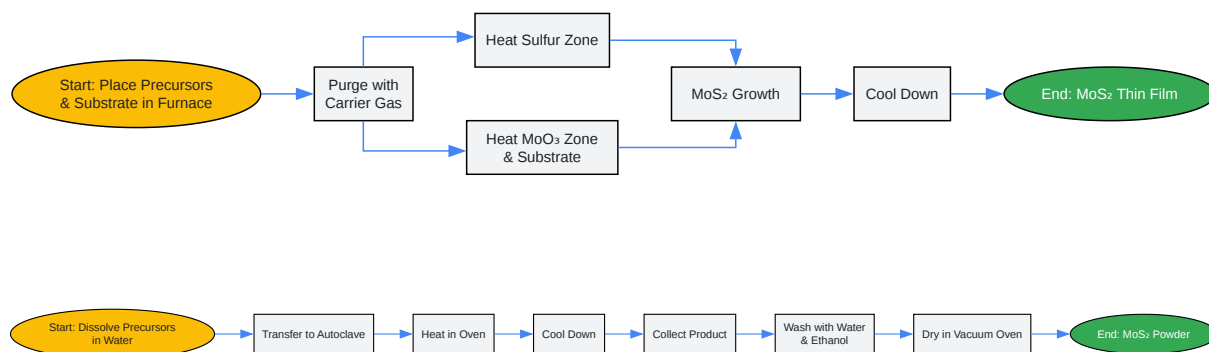 Start: Place Precursors
& Substrate in Furnace
Purge with
Carrier Gas
Heat Sulfur Zone
Heat MoO₃ Zone
& Substrate
MoS₂ Growth
Cool Down
End: MoS₂ Thin Film
Start: Dissolve Precursors
in Water
Transfer to Autoclave
Heat in Oven
Cool Down
Collect Product
Wash with Water
& Ethanol
Dry in Vacuum Oven
End: MoS₂ Powder